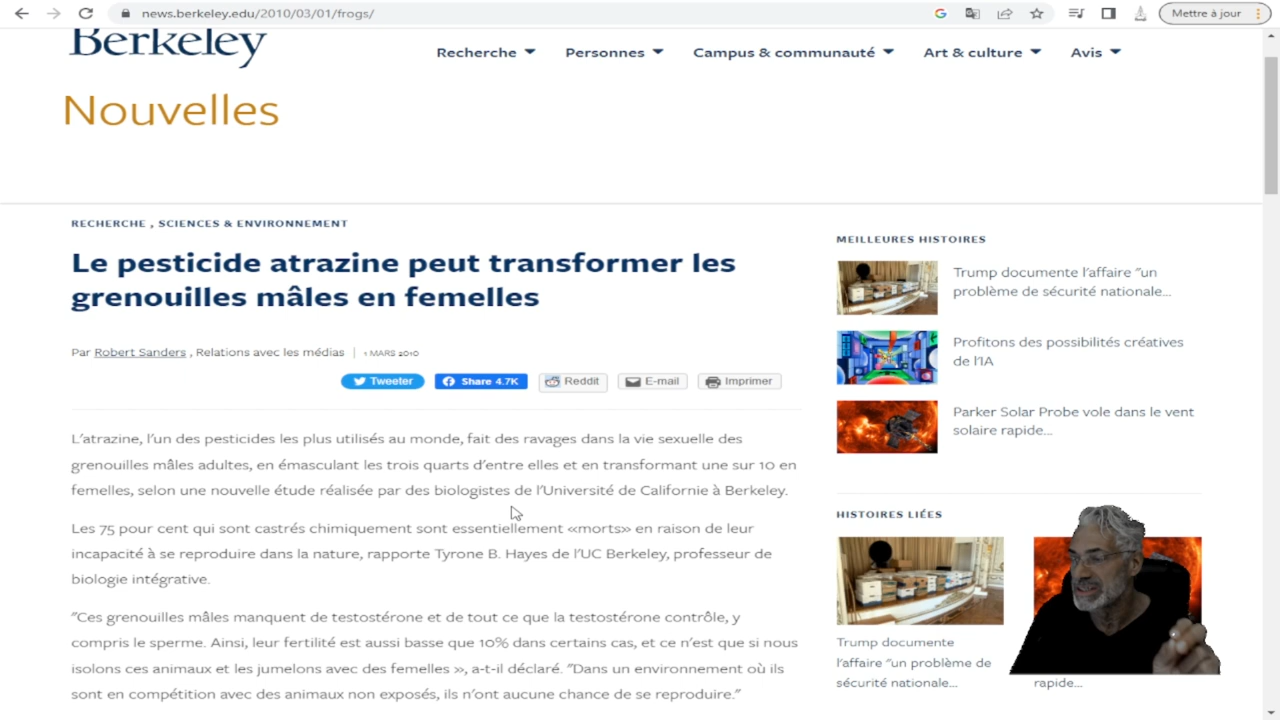 news.berkeley.edu/2010/03/01/frogs/
Mettre à jour
Berkeley
Recherche
Personnes
Campus & communauté
Art & culture
Avis
Nouvelles
RECHERCHE , SCIENCES & ENVIRONNEMENT
Le pesticide atrazine peut transformer les
grenouilles mâles en femelles
Par Robert Sanders , Relations avec les médias | 1 MARS 2010
Tweeter
Share 4.7K
Reddit
E-mail
Imprimer
L'atrazine, l'un des pesticides les plus utilisés au monde, fait des ravages dans la vie sexuelle des
grenouilles mâles adultes, en émasculant les trois quarts d'entre elles et en transformant une sur 10 en
femelles, selon une nouvelle étude réalisée par des biologistes de l'Université de Californie à Berkeley.
Les 75 pour cent qui sont castrés chimiquement sont essentiellement «morts» en raison de leur
incapacité à se reproduire dans la nature, rapporte Tyrone B. Hayes de l'UC Berkeley, professeur de
biologie intégrative.
"Ces grenouilles mâles manquent de testostérone et de tout ce que la testostérone contrôle, y
compris le sperme. Ainsi, leur fertilité est aussi basse que 10% dans certains cas, et ce n'est que si nous
isolons ces animaux et les jumelons avec des femelles », a-t-il déclaré. "Dans un environnement où ils
sont en compétition avec des animaux non exposés, ils n'ont aucune chance de se reproduire."
MEILLEURES HISTOIRES
Trump documente l'affaire "un
problème de sécurité nationale...
Profitons des possibilités créatives
de l'IA
Parker Solar Probe vole dans le vent
solaire rapide...
HISTOIRES LIÉES
Trump documente
l'affaire "un problème de
sécurité nationale...
rapide...